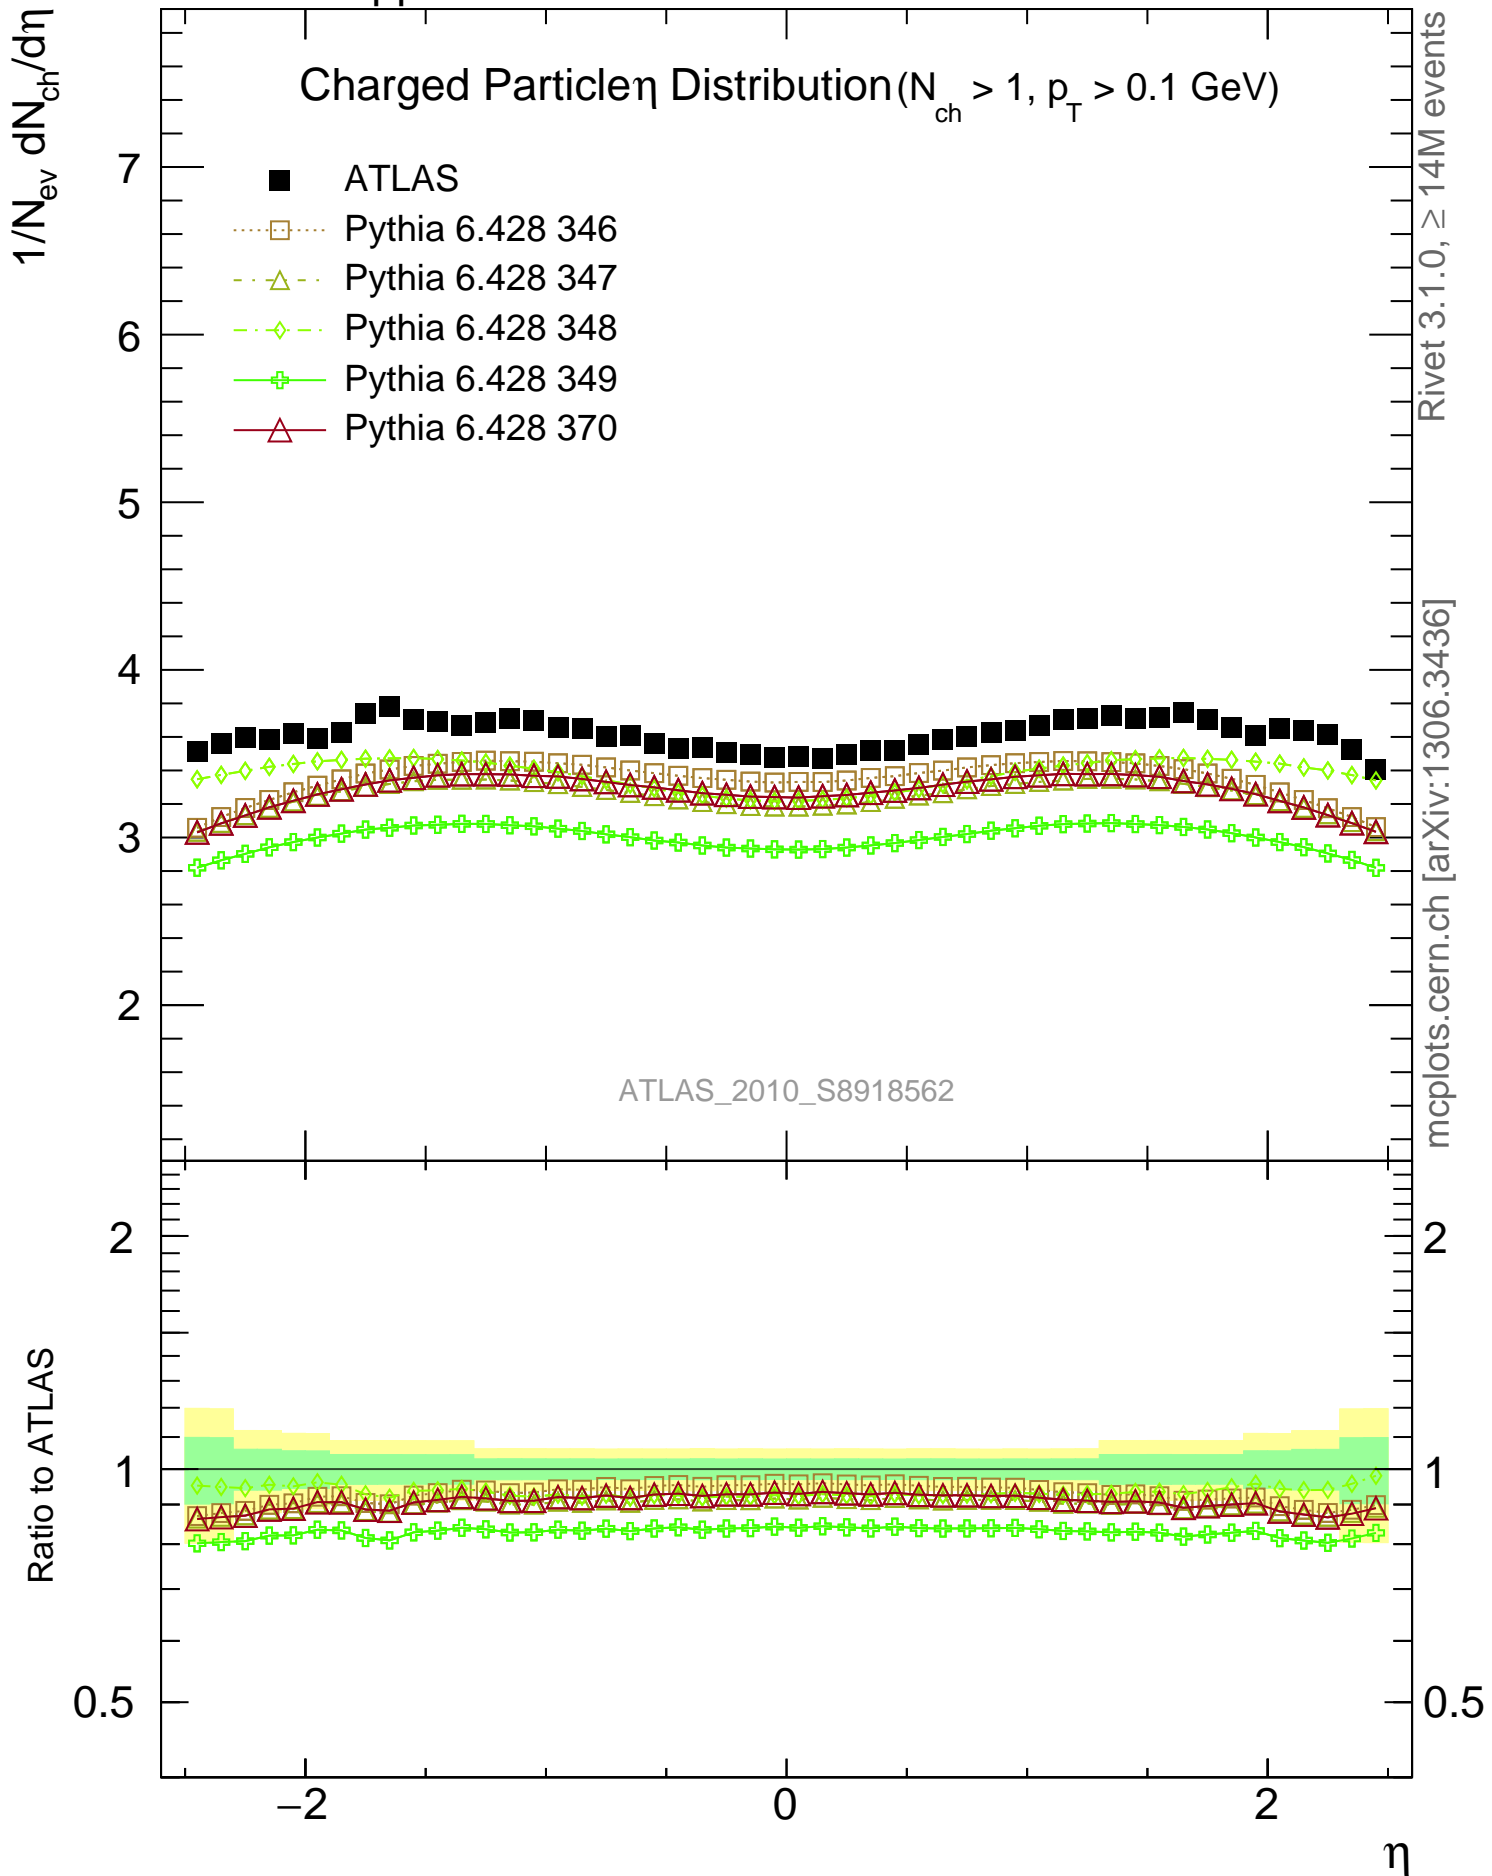 pp
1/N_ev dN_ch/dη
Charged Particleη Distribution(N_ch > 1, p_T > 0.1 GeV)
ATLAS
Pythia 6.428 346
Pythia 6.428 347
Pythia 6.428 348
Pythia 6.428 349
Pythia 6.428 370
7
6
5
4
3
2
ATLAS_2010_S8918562
Rivet 3.1.0, ≥ 14M events
mcplots.cern.ch [arXiv:1306.3436]
Ratio to ATLAS
2
1
0.5
2
1
0.5
−2
0
2
η